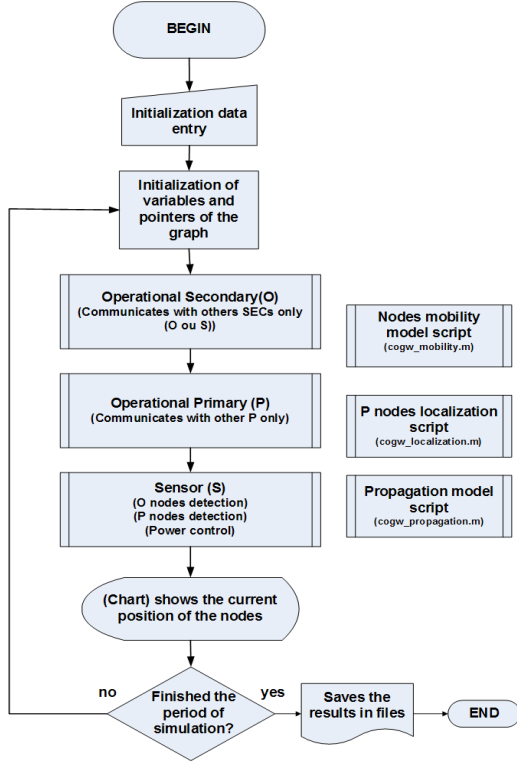 BEGIN
Initialization data
entry
Initialization of
variables and
pointers of the
graph
Operational Secondary(O)
(Communicates with others SECs only
(O ou S))
Nodes mobility
model script
(cogw_mobility.m)
Operational Primary (P)
(Communicates with other P only)
P nodes localization
script
(cogw_localization.m)
Sensor (S)
(O nodes detection)
(P nodes detection)
(Power control)
Propagation model
script
(cogw_propagation.m)
(Chart) shows the current
position of the nodes
no
Finished the
period of
simulation?
yes
Saves the
results in files
END